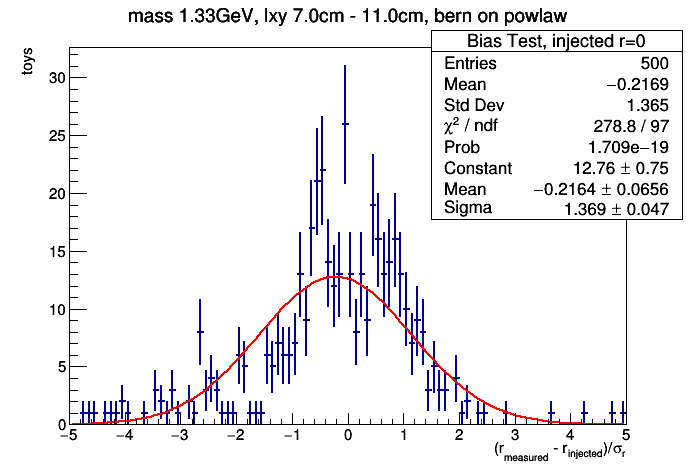 mass 1.33GeV, lxy 7.0cm - 11.0cm, bern on powlaw
Bias Test, injected r=0
Entries 500
Mean −0.2169
Std Dev 1.365
χ² / ndf 278.8 / 97
Prob 1.709e−19
Constant 12.76 ± 0.75
Mean −0.2164 ± 0.0656
Sigma 1.369 ± 0.047
toys
30
25
20
15
10
5
0
−5 −4 −3 −2 −1 0 1 2 3 4 5
(r_measured - r_injected)/σ_r